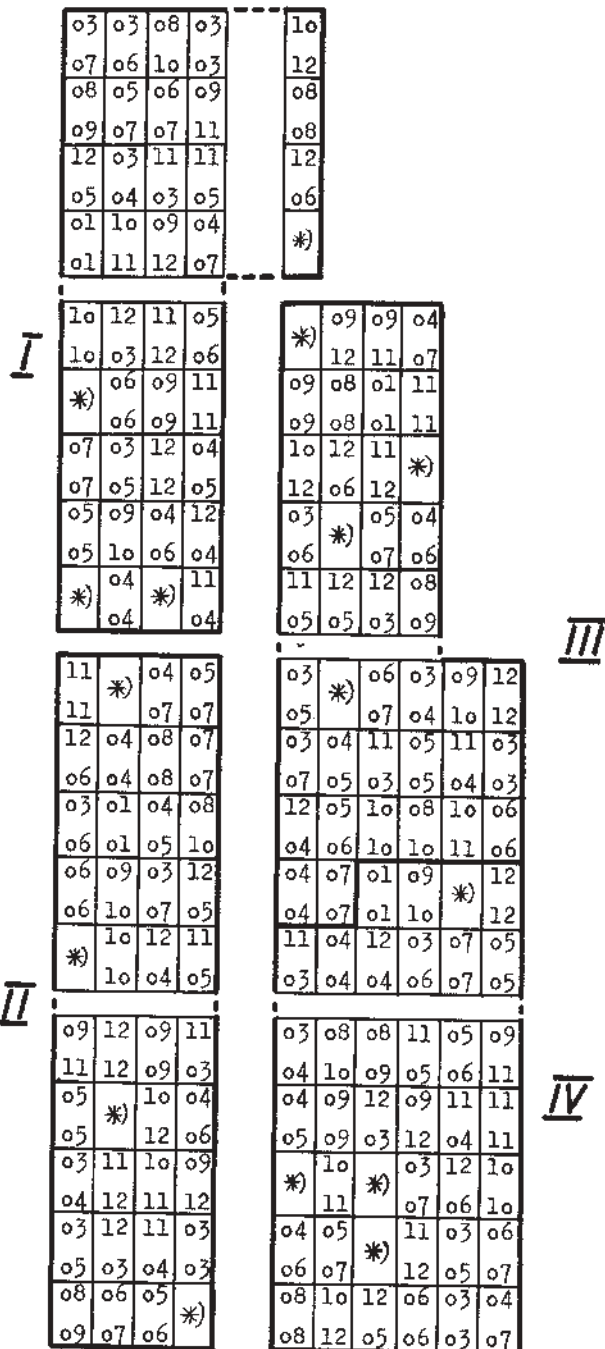 o3 o3 o8 o3 1o
o7 o6 1o o3 12
o8 o5 o6 o9 o8
o9 o7 o7 11 o8
12 o3 11 11 12
o5 o4 o3 o5 o6
o1 1o o9 o4 *)
o1 11 12 o7
I
1o 12 11 o5
1o o3 12 o6
*) o6 o9 11
o6 o9 11
o7 o3 12 o4
o7 o5 12 o5
o5 o9 o4 12
o5 1o o6 o4
*) o4 *) 11
o4 o4
11 *) o4 o5
11 o7 o7
12 o4 o8 o7
o6 o4 o8 o7
o3 o1 o4 o8
o6 o1 o5 1o
o6 o9 o3 12
o6 1o o7 o5
*) 1o 12 11
1o o4 o5
II
o9 12 o9 11
11 12 o9 o3
o5 *) 1o o4
o5 12 o6
o3 11 1o o9
o4 12 11 12
o3 12 11 o3
o5 o3 o4 o3
o8 o6 o5 *)
o9 o7 o6
*) o9 o9 o4
12 11 o7
o9 o8 o1 11
o9 o8 o1 11
1o 12 11 *)
12 o6 12
o3 *) o5 o4
o6 o7 o6
11 12 12 o8
o5 o5 o3 o9
III
o3 *) o6 o3 o9 12
o5 o7 o4 1o 12
o3 o4 11 o5 11 o3
o7 o5 o3 o5 o4 o3
12 o5 1o o8 1o o6
o4 o6 1o 1o 11 o6
o4 o7 o1 o9 *) 12
o4 o7 o1 1o 12
11 o4 12 o3 o7 o5
o3 o4 o4 o6 o7 o5
o3 o8 o8 11 o5 o9
o4 1o o9 o5 o6 11
IV
o4 o9 12 o9 11 11
o5 o9 o3 12 o4 11
*) 1o *) o3 12 1o
11 o7 o6 1o
o4 o5 *) 11 o3 o6
o6 o7 12 o5 o7
o8 1o 12 o6 o3 o4
o8 12 o5 o6 o3 o7